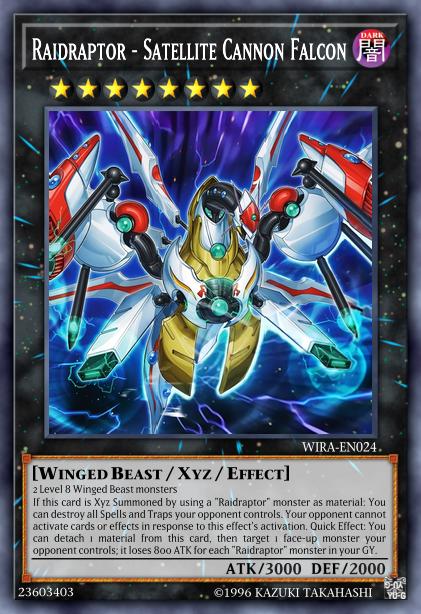 Raidraptor - Satellite Cannon Falcon
DARK
闇
WIRA-EN024
[Winged Beast / Xyz / Effect]
2 Level 8 Winged Beast monsters
If this card is Xyz Summoned by using a "Raidraptor" monster as material: You
can destroy all Spells and Traps your opponent controls. Your opponent cannot
activate cards or effects in response to this effect's activation. Quick Effect: You
can detach 1 material from this card, then target 1 face-up monster your
opponent controls; it loses 800 ATK for each "Raidraptor" monster in your GY.
ATK/3000 DEF/2000
23603403
©1996 KAZUKI TAKAHASHI